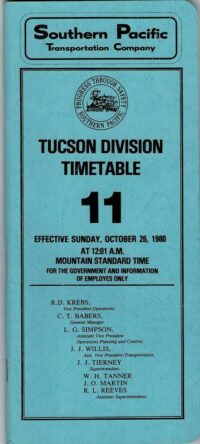 Southern Pacific
Transportation Company
PROGRESS THROUGH SAFETY
SOUTHERN PACIFIC
TUCSON DIVISION
TIMETABLE
11
EFFECTIVE SUNDAY, OCTOBER 26, 1980
AT 12:01 A.M.
MOUNTAIN STANDARD TIME
FOR THE GOVERNMENT AND INFORMATION
OF EMPLOYES ONLY
R.D. KREBS,
Vice President-Operations
C. T. BABERS,
General Manager
L. G. SIMPSON,
Assistant Vice President
Operations Planning and Control
J. J. WILLIS,
Asst. Vice President-Transportation
J. J. TIERNEY
Superintendent
W. H. TANNER
J. O. MARTIN
R. L. REEVES
Assistant Superintendents